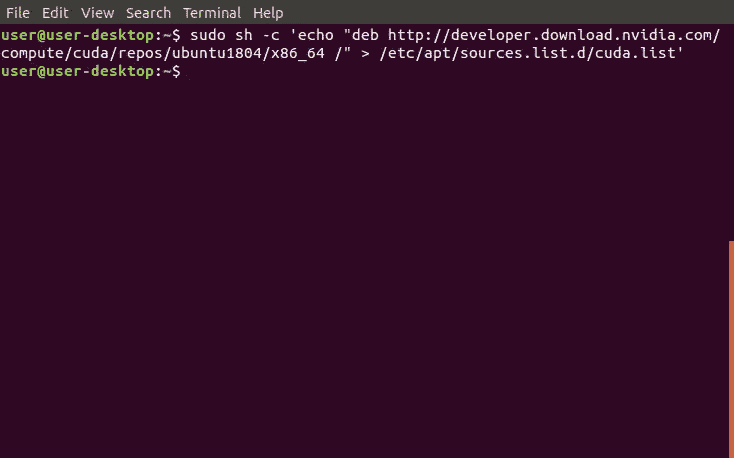 File Edit View Search Terminal Help
user@user-desktop:~$ sudo sh -c 'echo "deb http://developer.download.nvidia.com/
compute/cuda/repos/ubuntu1804/x86_64 /" > /etc/apt/sources.list.d/cuda.list'
user@user-desktop:~$